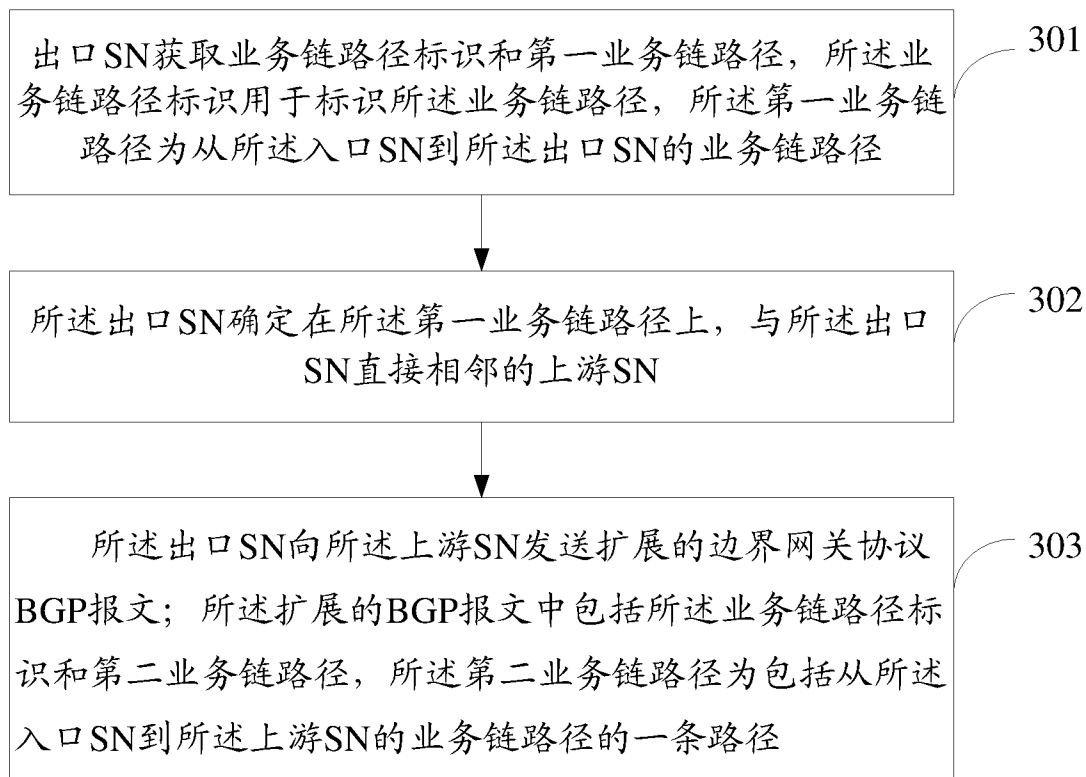 出口SN获取业务链路径标识和第一业务链路径，所述业
务链路径标识用于标识所述业务链路径，所述第一业务链
路径为从所述入口SN到所述出口SN的业务链路径
301
所述出口SN确定在所述第一业务链路径上，与所述出口
SN直接相邻的上游SN
302
所述出口SN向所述上游SN发送扩展的边界网关协议
BGP报文；所述扩展的BGP报文中包括所述业务链路径标
识和第二业务链路径，所述第二业务链路径为包括从所述
入口SN到所述上游SN的业务链路径的一条路径
303